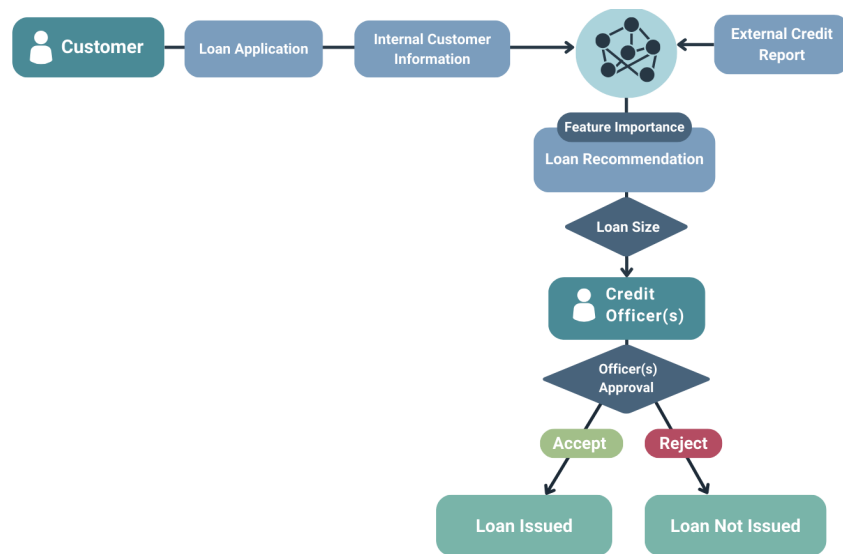 Customer
Loan Application
Internal Customer
Information
External Credit
Report
Feature Importance
Loan Recommendation
Loan Size
Credit
Officer(s)
Officer(s)
Approval
Accept
Reject
Loan Issued
Loan Not Issued